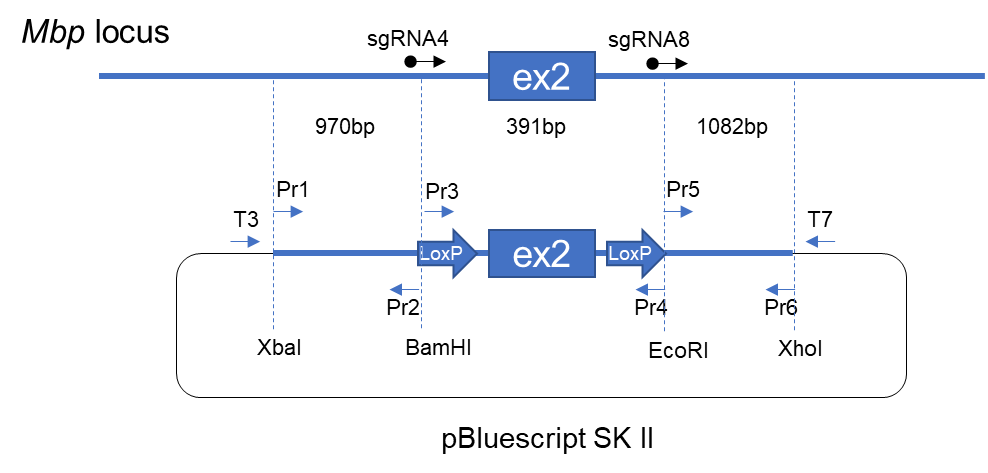 Mbp locus
sgRNA4
sgRNA8
ex2
970bp
391bp
1082bp
Pr1
Pr3
Pr5
T3
T7
LoxP
ex2
LoxP
Pr2
Pr4
Pr6
XbaI
BamHI
EcoRI
XhoI
pBluescript SK II